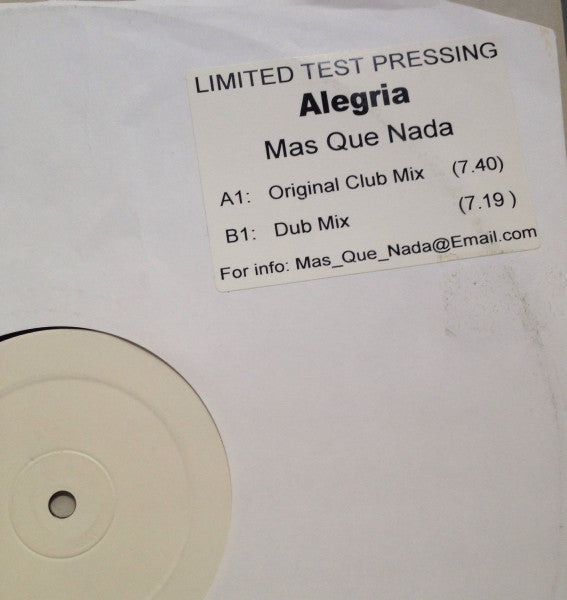 LIMITED TEST PRESSING
Alegria
Mas Que Nada
A1: Original Club Mix (7.40)
B1: Dub Mix (7.19 )
For info: Mas_Que_Nada@Email.com